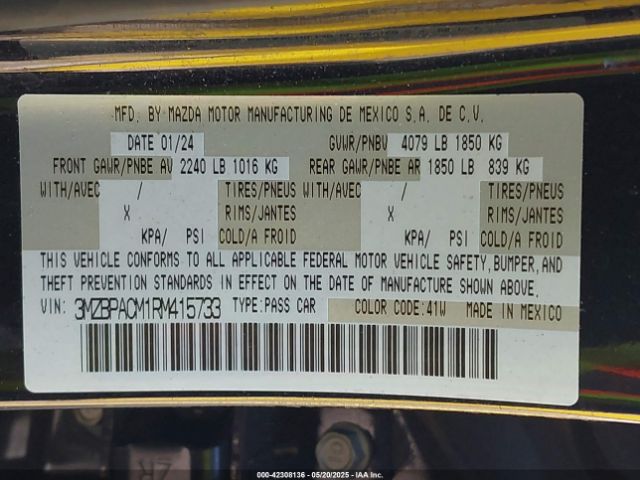 MFD. BY MAZDA MOTOR MANUFACTURING DE MEXICO S.A. DE C.V.
DATE 01/24 GVWR/PNBV 4079 LB 1850 KG
FRONT GAWR/PNBE AV 2240 LB 1016 KG REAR GAWR/PNBE AR 1850 LB 839 KG
WITH/AVEC / TIRES/PNEUS WITH/AVEC / TIRES/PNEUS
X RIMS/JANTES X RIMS/JANTES
KPA/ PSI COLD/A FROID KPA/ PSI COLD/A FROID
THIS VEHICLE CONFORMS TO ALL APPLICABLE FEDERAL MOTOR VEHICLE SAFETY, BUMPER, AND
THEFT PREVENTION STANDARDS IN EFFECT ON THE DATE OF MANUFACTURE SHOWN ABOVE.
VIN: 3MZBPACM1RM415733 TYPE:PASS CAR COLOR CODE:41W MADE IN MEXICO
000-42308136 - 05/20/2025 - IAA Inc.